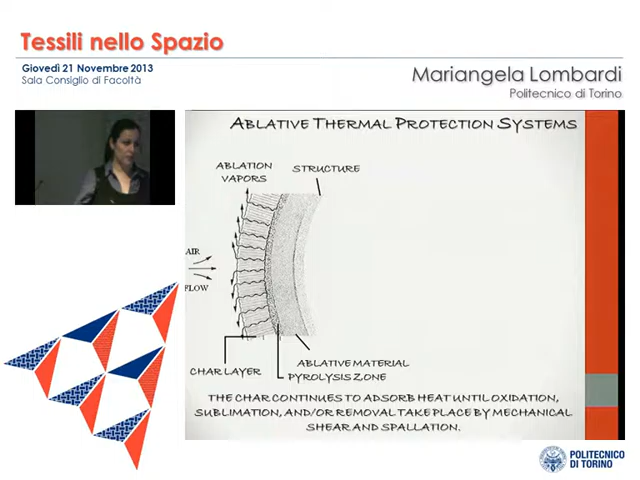 Tessili nello Spazio
Giovedì 21 Novembre 2013
Sala Consiglio di Facoltà
Mariangela Lombardi
Politecnico di Torino
ABLATIVE THERMAL PROTECTION SYSTEMS
ABLATION
VAPORS
STRUCTURE
AIR
FLOW
CHAR LAYER
ABLATIVE MATERIAL
PYROLYSIS ZONE
THE CHAR CONTINUES TO ADSORB HEAT UNTIL OXIDATION,
SUBLIMATION, AND/OR REMOVAL TAKE PLACE BY MECHANICAL
SHEAR AND SPALLATION.
POLITECNICO
DI TORINO